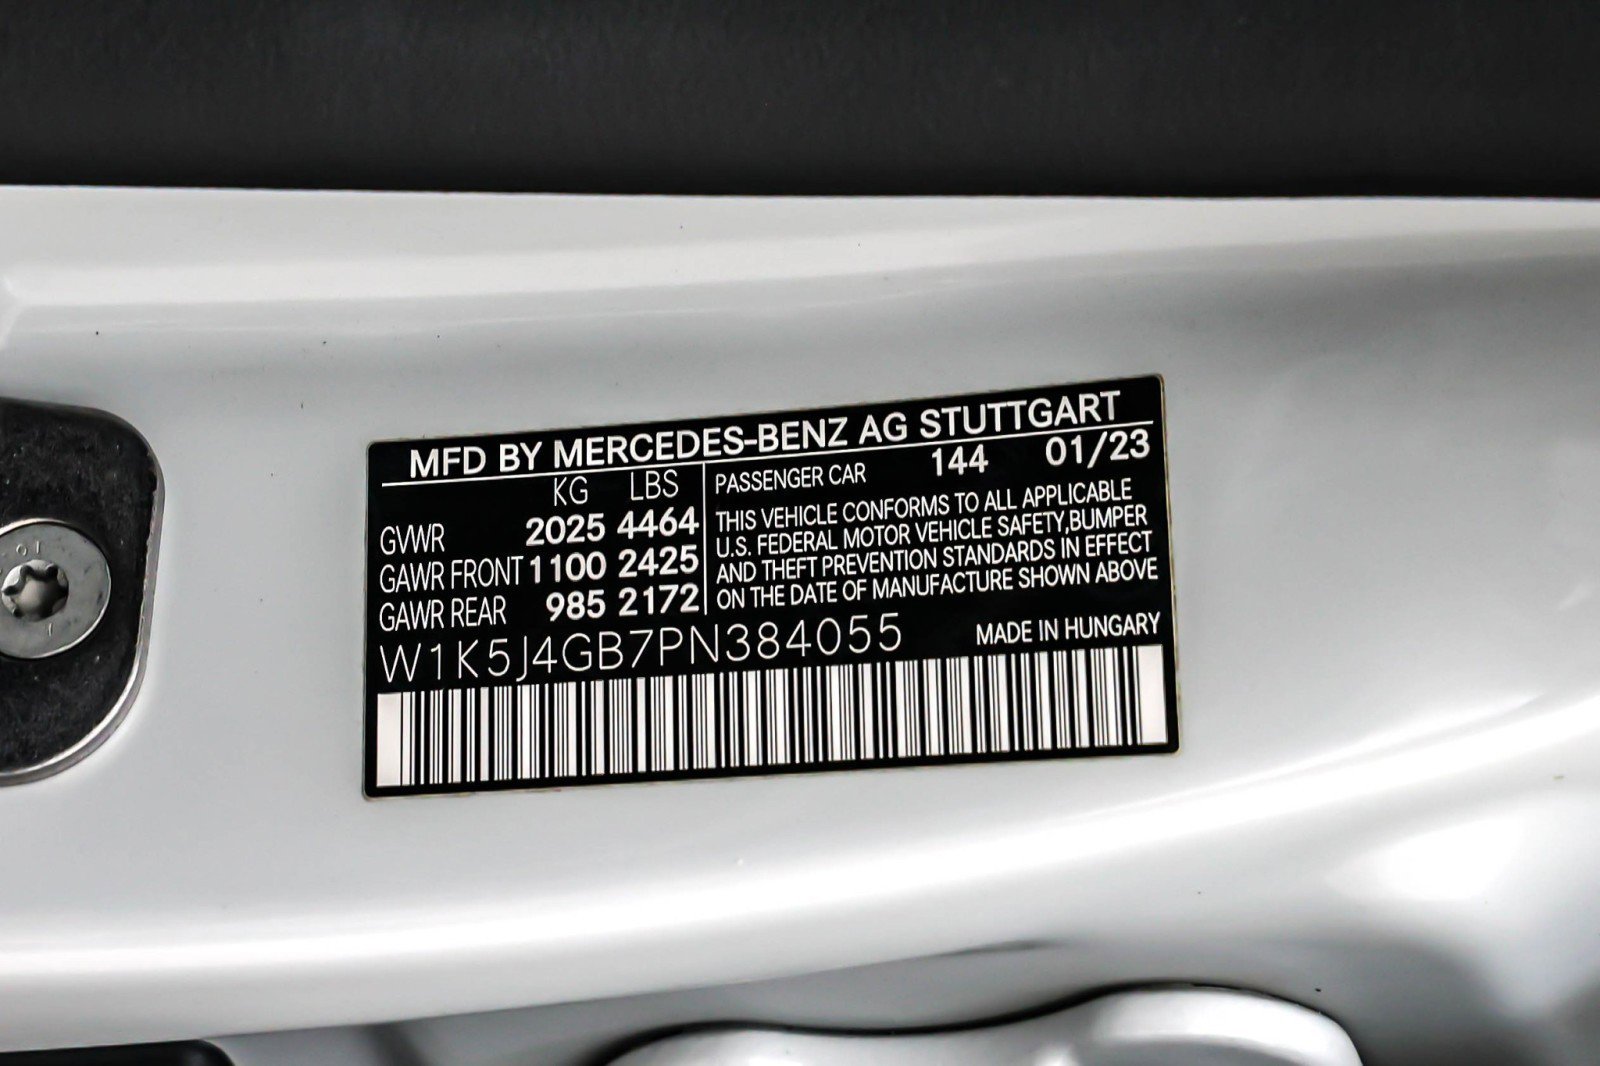 MFD BY MERCEDES-BENZ AG STUTTGART
KG LBS
GVWR 2025 4464
GAWR FRONT 1100 2425
GAWR REAR 985 2172
PASSENGER CAR 144 01/23
THIS VEHICLE CONFORMS TO ALL APPLICABLE
U.S. FEDERAL MOTOR VEHICLE SAFETY,BUMPER
AND THEFT PREVENTION STANDARDS IN EFFECT
ON THE DATE OF MANUFACTURE SHOWN ABOVE
W1K5J4GB7PN384055
MADE IN HUNGARY